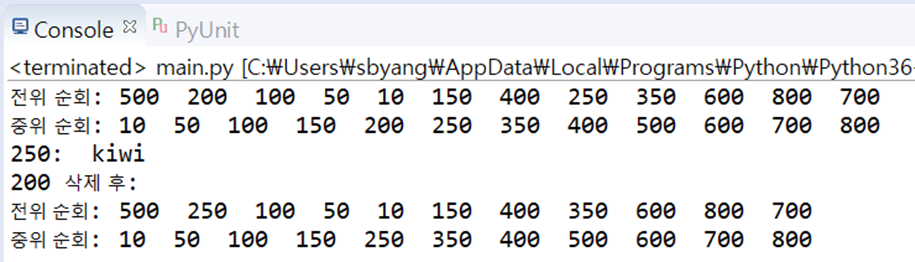 Console PyUnit
<terminated> main.py [C:₩Users₩sbyang₩AppData₩Local₩Programs₩Python₩Python36-
전위 순회: 500 200 100 50 10 150 400 250 350 600 800 700
중위 순회: 10 50 100 150 200 250 350 400 500 600 700 800
250: kiwi
200 삭제 후:
전위 순회: 500 250 100 50 10 150 400 350 600 800 700
중위 순회: 10 50 100 150 250 350 400 500 600 700 800